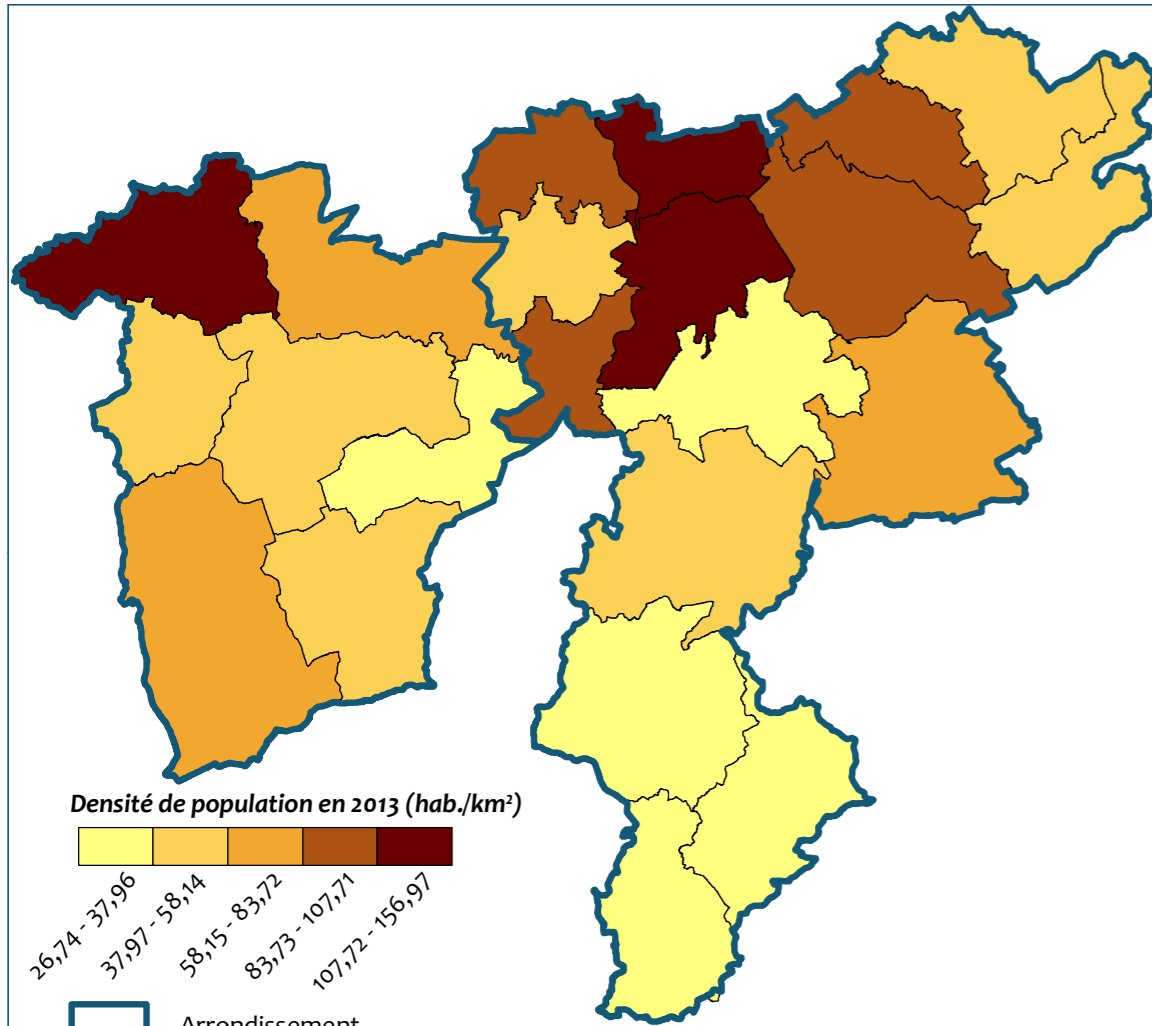 Densité de population en 2013 (hab./km²)
26,74 - 37,96
37,97 - 58,14
58,15 - 83,72
83,73 - 107,71
107,72 - 156,97
Arrondissement